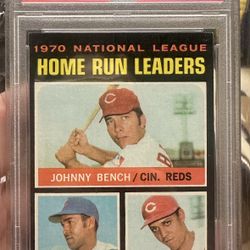 1970 NATIONAL LEAGUE
HOME RUN LEADERS
JOHNNY BENCH / CIN. REDS